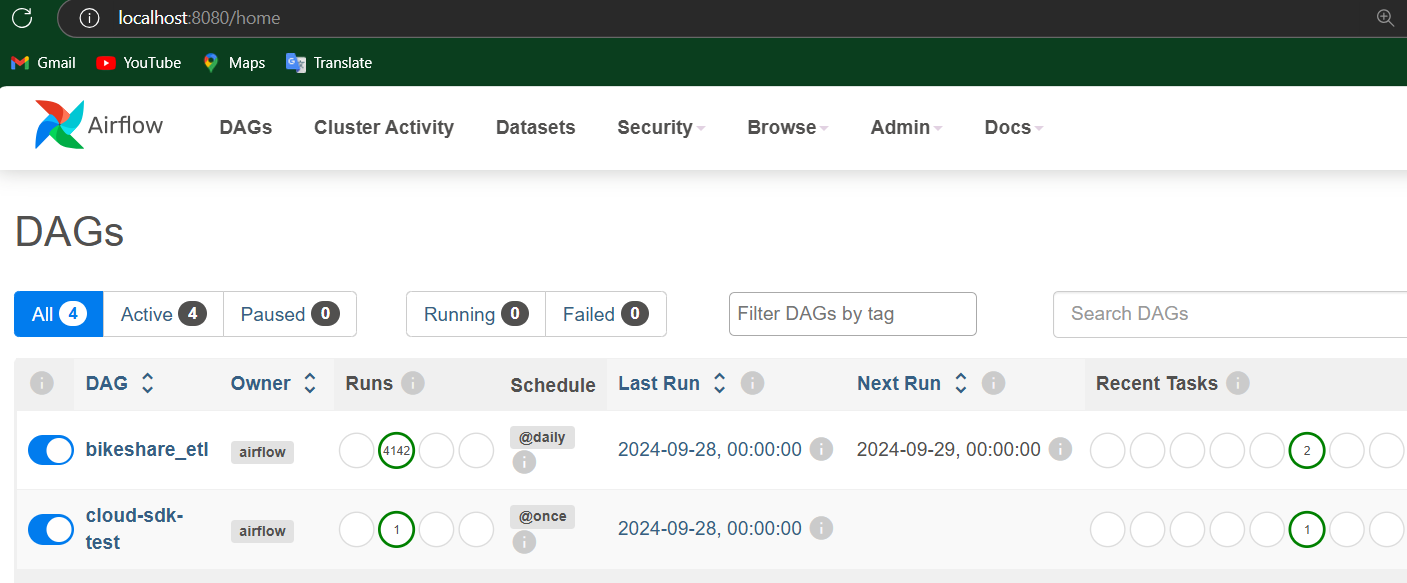 localhost:8080/home
Gmail YouTube Maps Translate
Airflow DAGs Cluster Activity Datasets Security Browse Admin Docs
DAGs
All 4 Active 4 Paused 0 Running 0 Failed 0 Filter DAGs by tag Search DAGs
DAG Owner Runs Schedule Last Run Next Run Recent Tasks
bikeshare_etl airflow 4142 @daily 2024-09-28, 00:00:00 2024-09-29, 00:00:00 2
cloud-sdk-
test airflow 1 @once 2024-09-28, 00:00:00 1